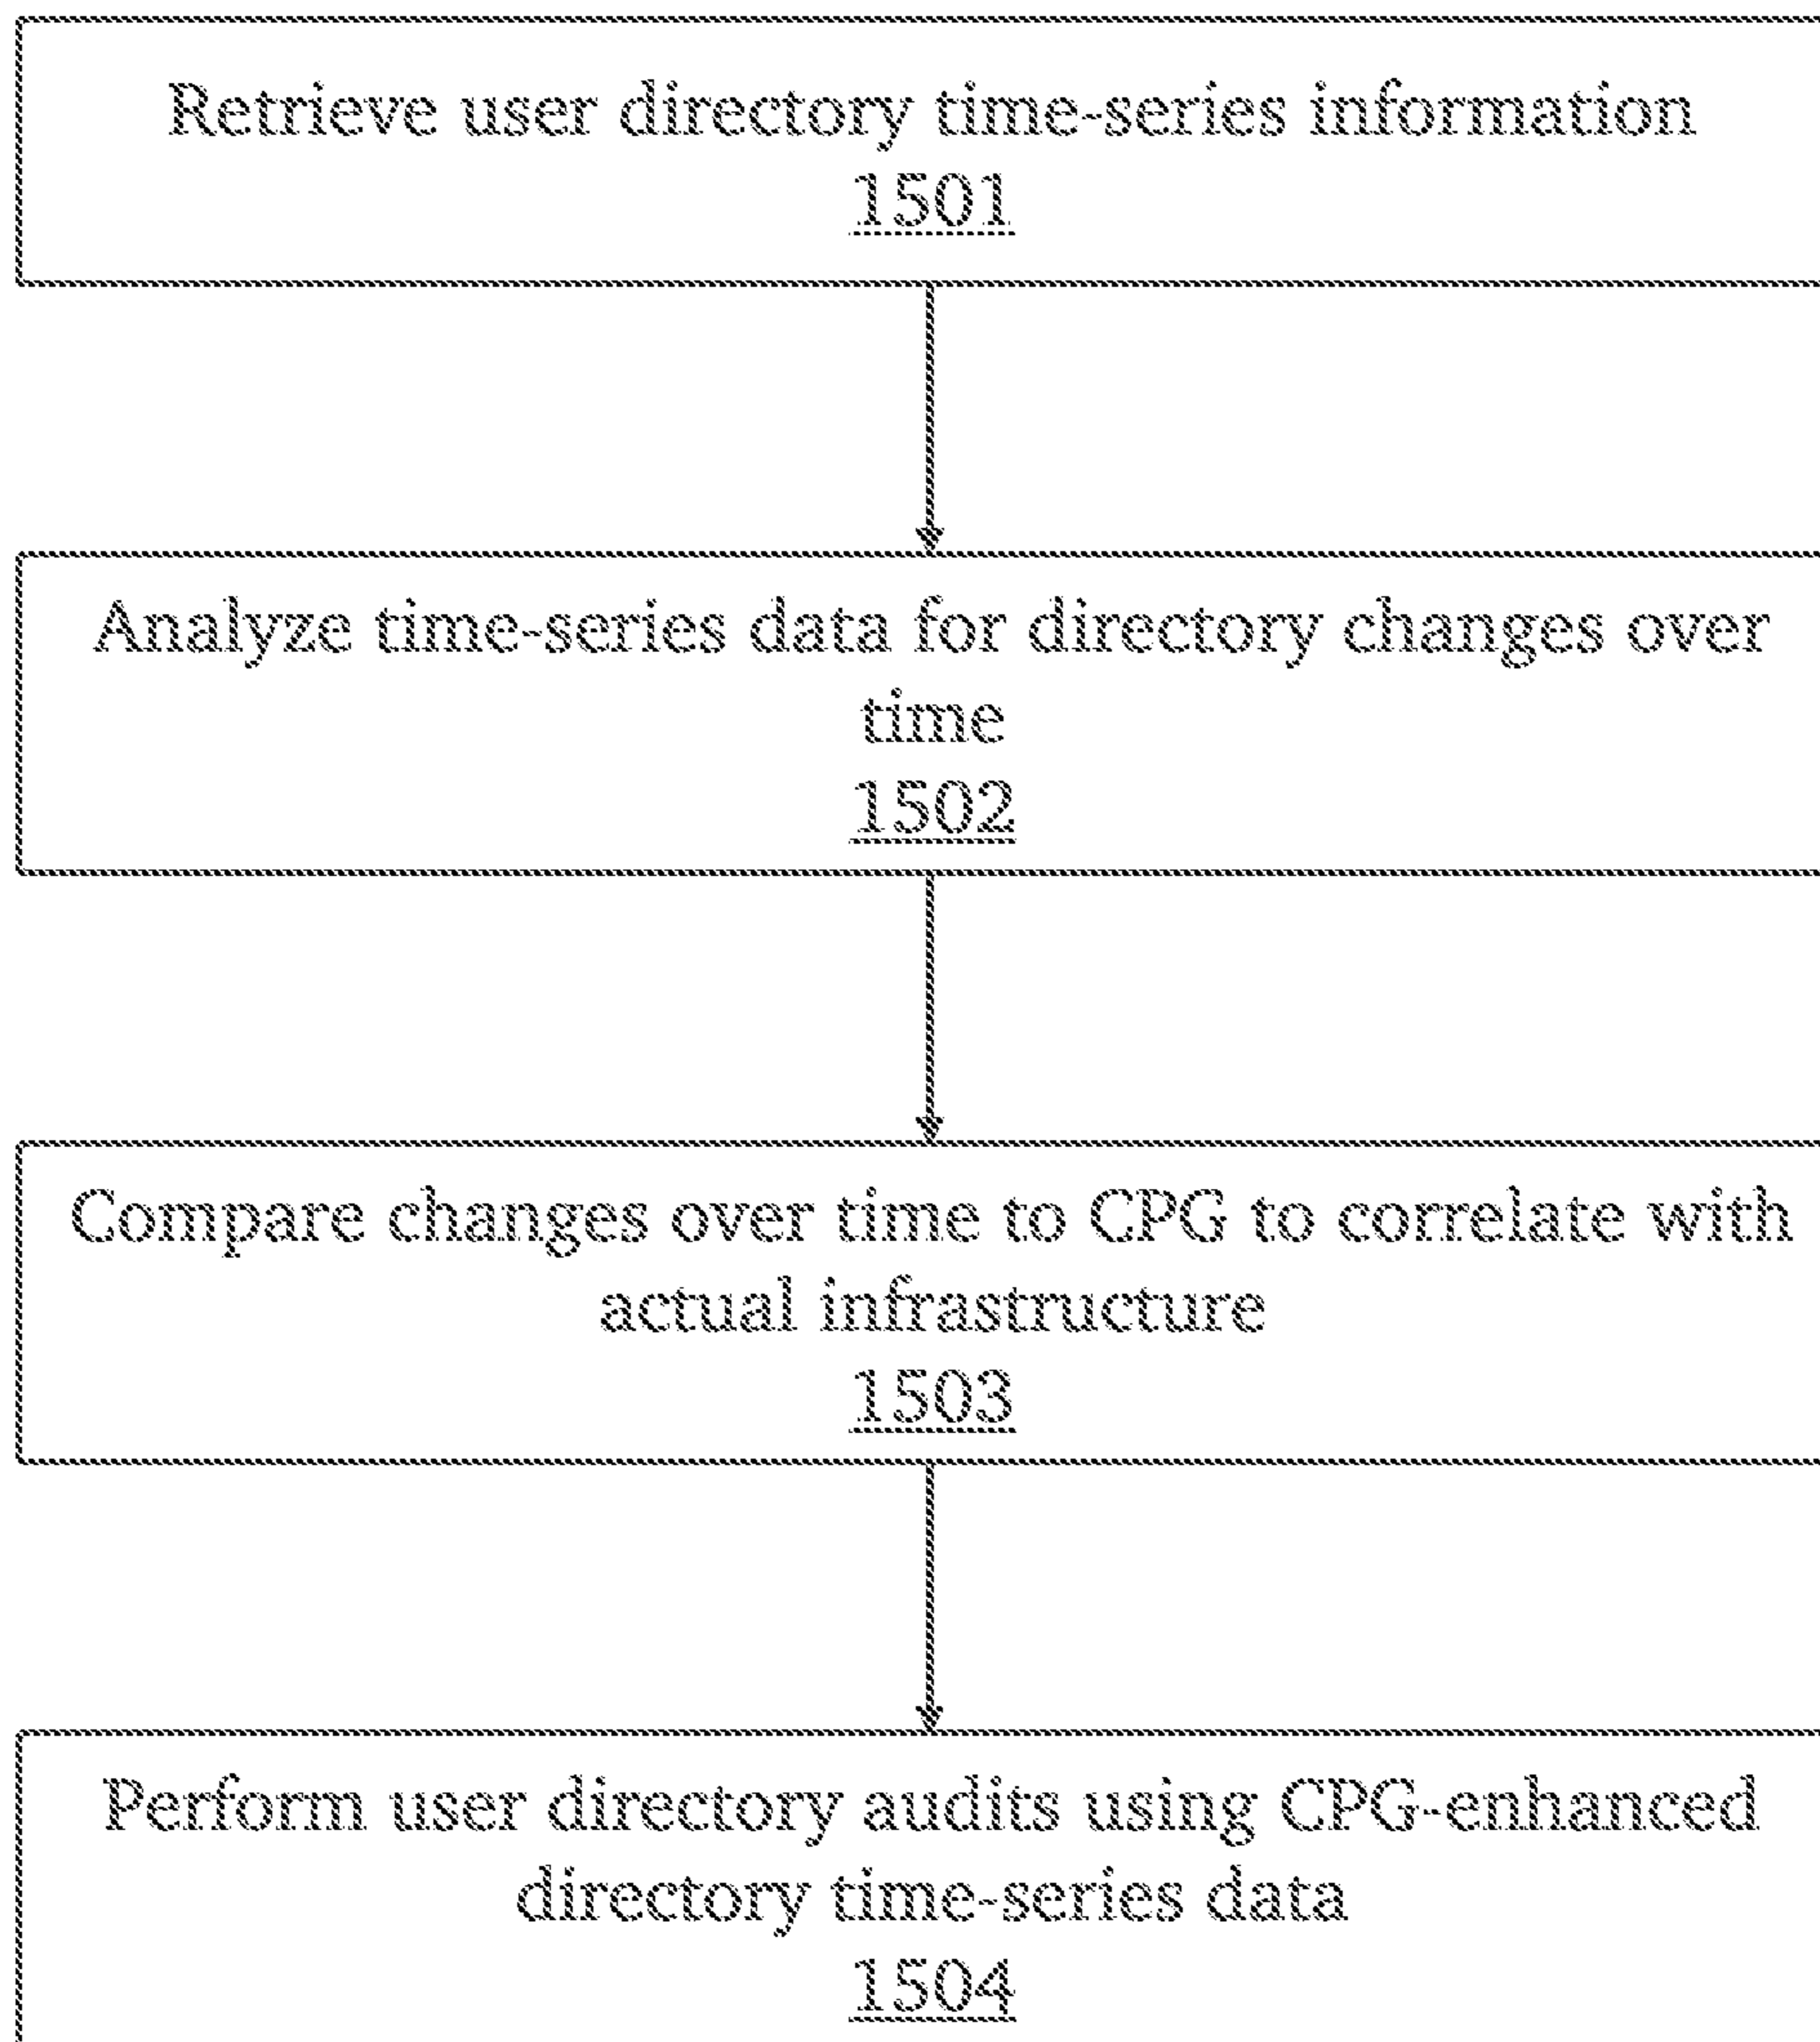 Retrieve user directory time-series information
1501
Analyze time-series data for directory changes over
time
1502
Compare changes over time to CPG to correlate with
actual infrastructure
1503
Perform user directory audits using CPG-enhanced
directory time-series data
1504